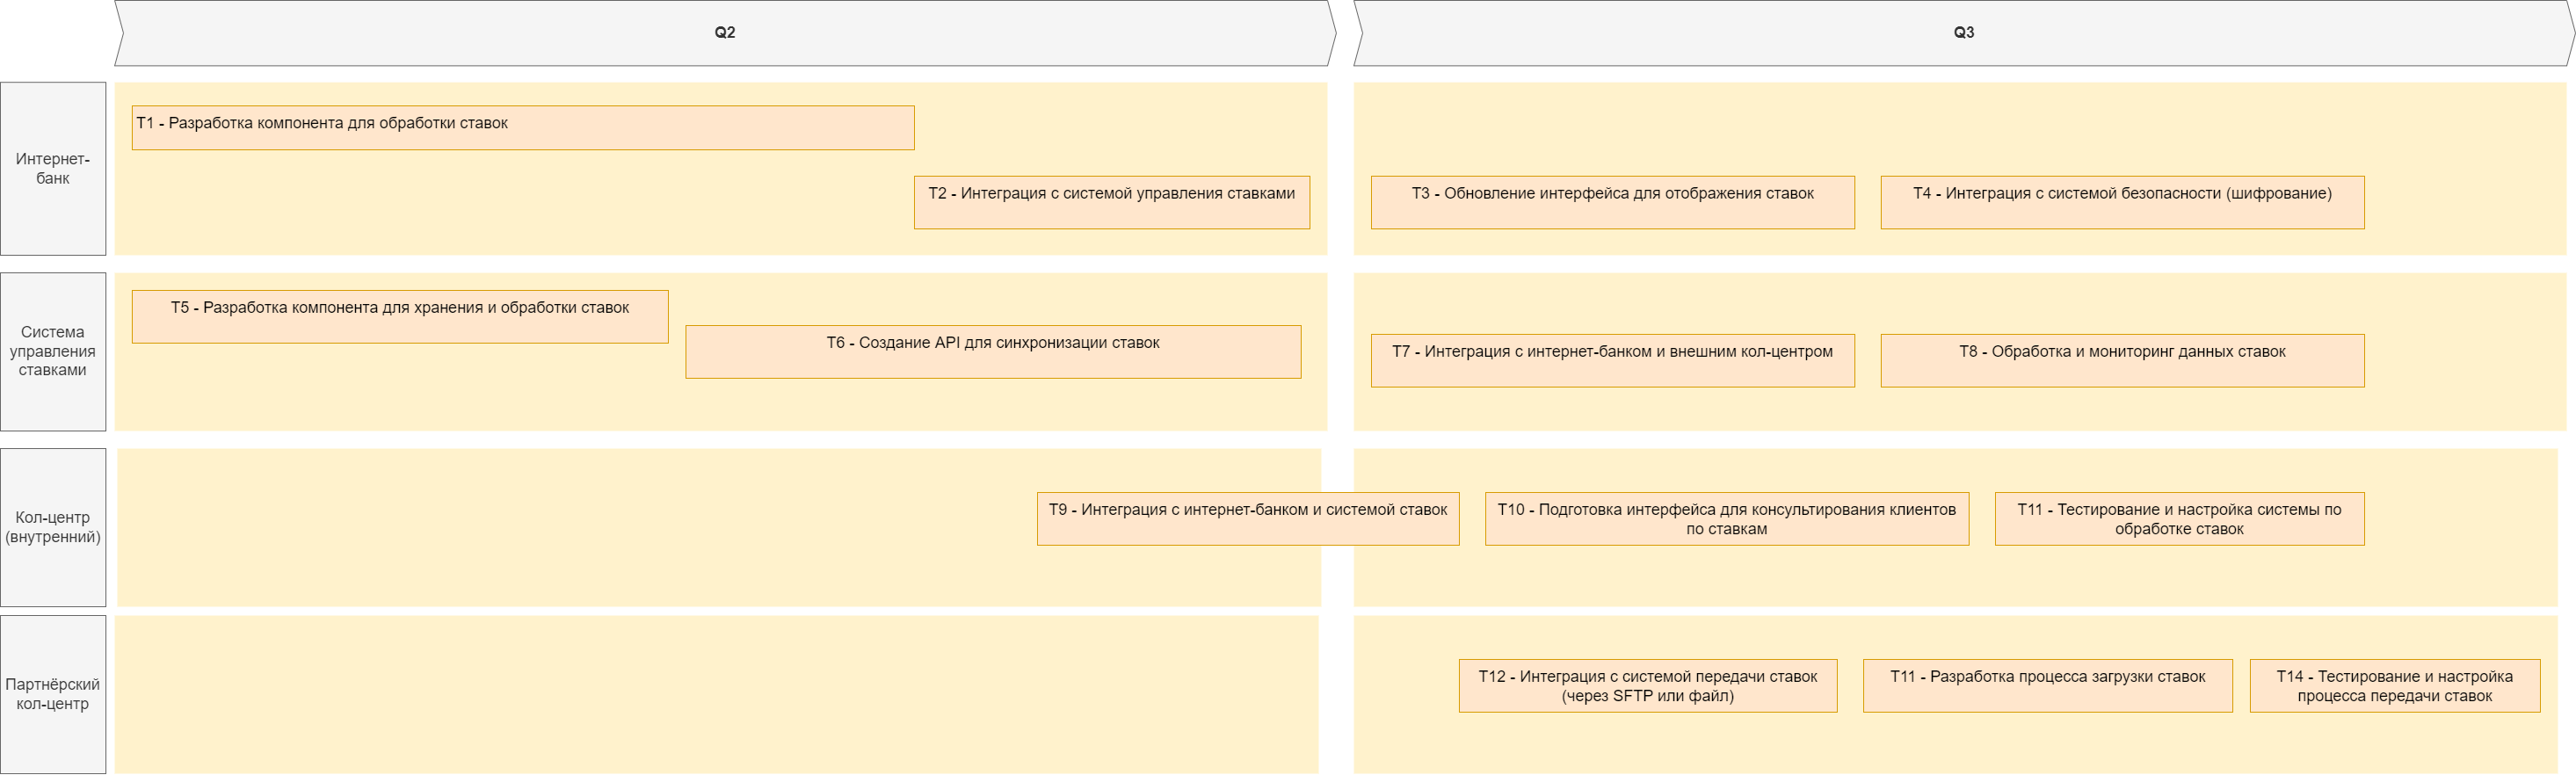 Q2
Q3
Интернет-
банк
T1 - Разработка компонента для обработки ставок
T2 - Интеграция с системой управления ставками
T3 - Обновление интерфейса для отображения ставок
T4 - Интеграция с системой безопасности (шифрование)
Система
управления
ставками
T5 - Разработка компонента для хранения и обработки ставок
T6 - Создание API для синхронизации ставок
T7 - Интеграция с интернет-банком и внешним кол-центром
T8 - Обработка и мониторинг данных ставок
Кол-центр
(внутренний)
T9 - Интеграция с интернет-банком и системой ставок
T10 - Подготовка интерфейса для консультирования клиентов
по ставкам
T11 - Тестирование и настройка системы по
обработке ставок
Партнёрский
кол-центр
T12 - Интеграция с системой передачи ставок
(через SFTP или файл)
T11 - Разработка процесса загрузки ставок
T14 - Тестирование и настройка
процесса передачи ставок